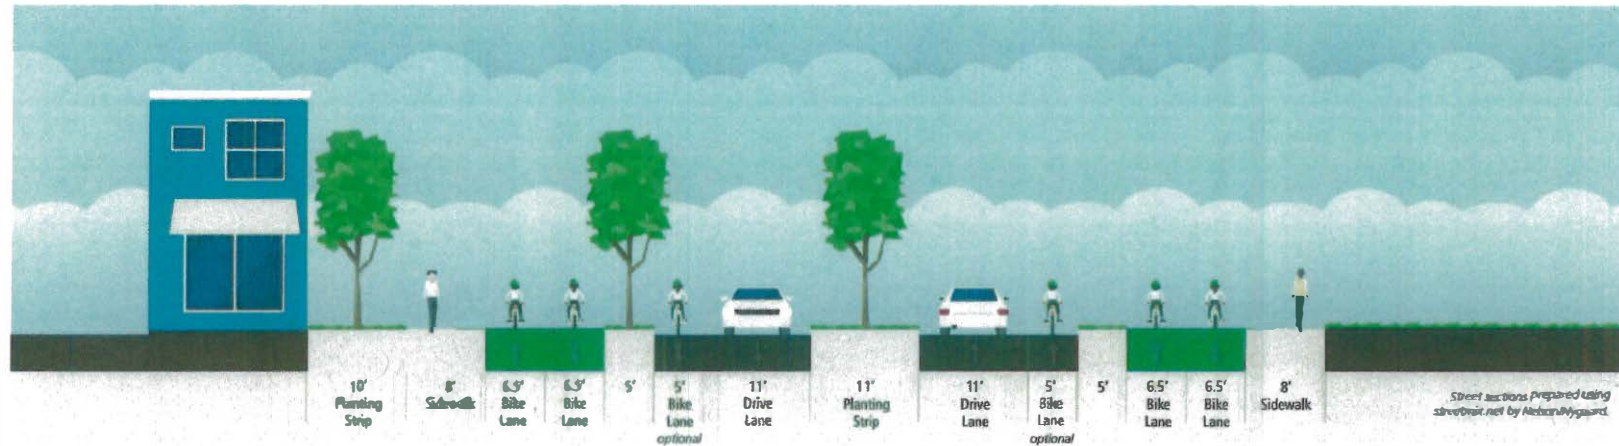 10'
Planting
Strip
8'
Sidewalk
6.5'
Bike
Lane
6.5'
Bike
Lane
5'
5'
Bike
Lane
optional
11'
Drive
Lane
11'
Planting
Strip
11'
Drive
Lane
5'
Bike
Lane
optional
5'
6.5'
Bike
Lane
6.5'
Bike
Lane
8'
Sidewalk
Street sections prepared using
streetmix.net by Nelson\Nygaard.